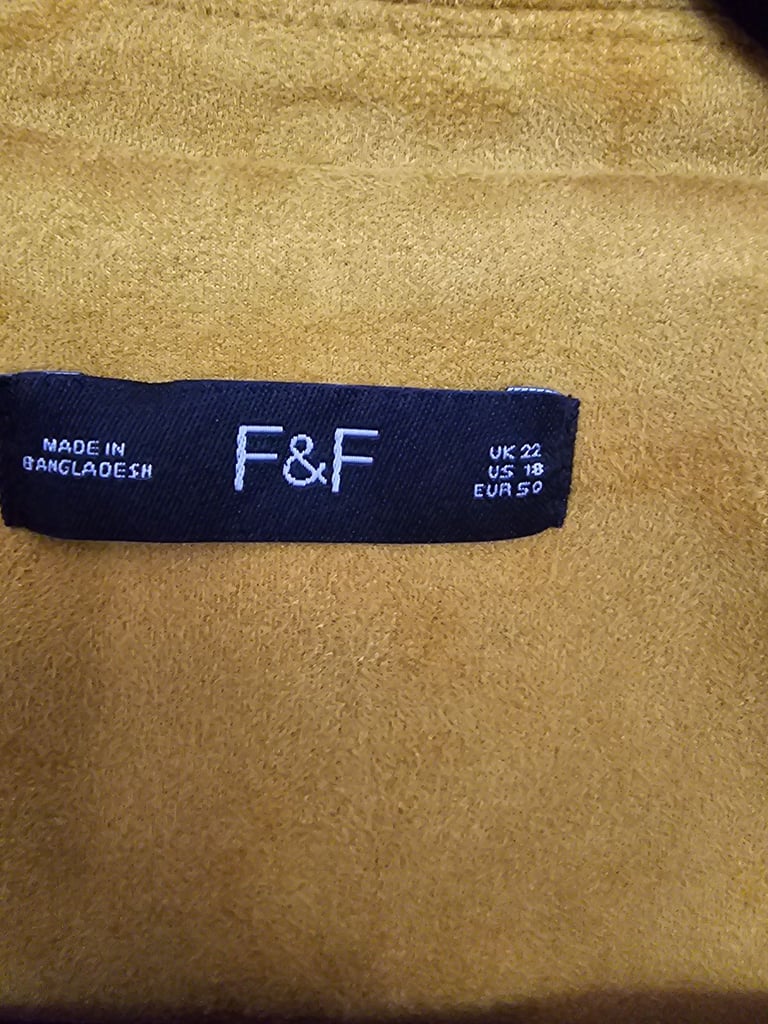 MADE IN
BANGLADESH
F&F
UK 22
US 18
EUR 50